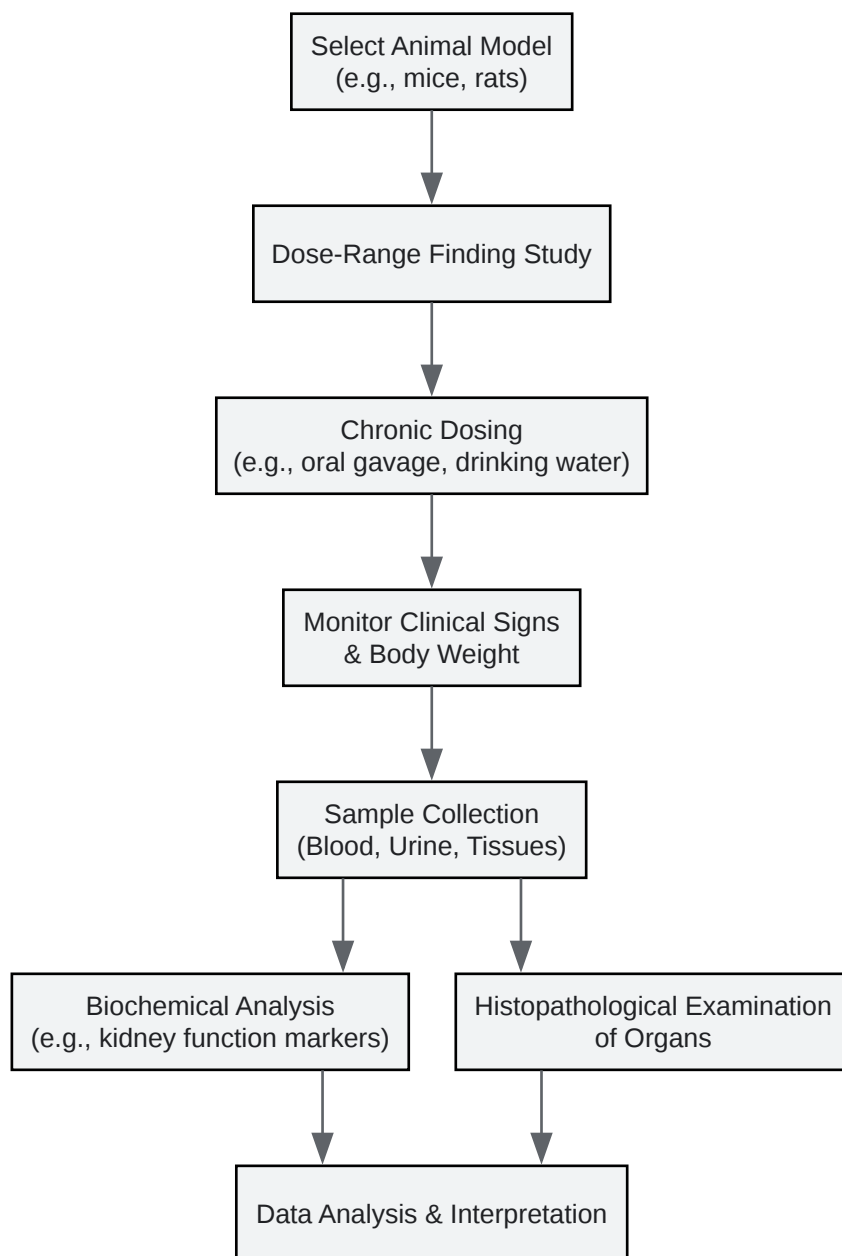 Select Animal Model
(e.g., mice, rats)
Dose-Range Finding Study
Chronic Dosing
(e.g., oral gavage, drinking water)
Monitor Clinical Signs
& Body Weight
Sample Collection
(Blood, Urine, Tissues)
Biochemical Analysis
(e.g., kidney function markers)
Histopathological Examination
of Organs
Data Analysis & Interpretation